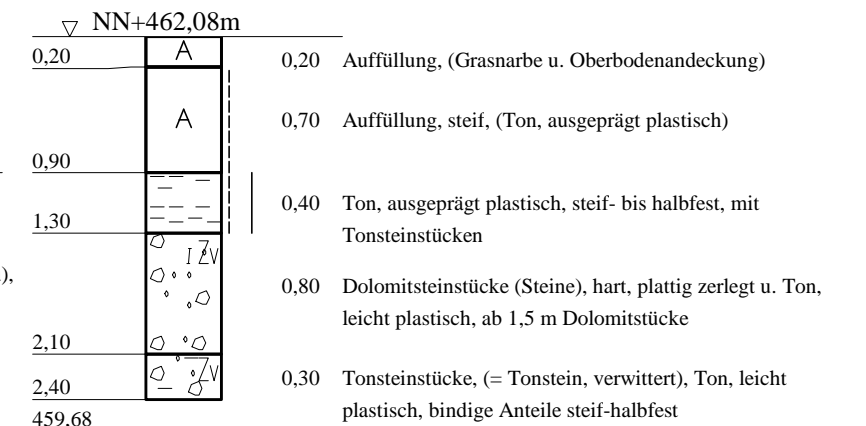 NN+462,08m
0,20
A
0,20 Auffüllung, (Grasnarbe u. Oberbodenandeckung)
A
0,70 Auffüllung, steif, (Ton, ausgeprägt plastisch)
0,90
0,40 Ton, ausgeprägt plastisch, steif- bis halbfest, mit
Tonsteinstücken
1,30
Z V
),
0,80 Dolomitsteinstücke (Steine), hart, plattig zerlegt u. Ton,
leicht plastisch, ab 1,5 m Dolomitstücke
2,10
Z V
0,30 Tonsteinstücke, (= Tonstein, verwittert), Ton, leicht
plastisch, bindige Anteile steif-halbfest
2,40
459,68